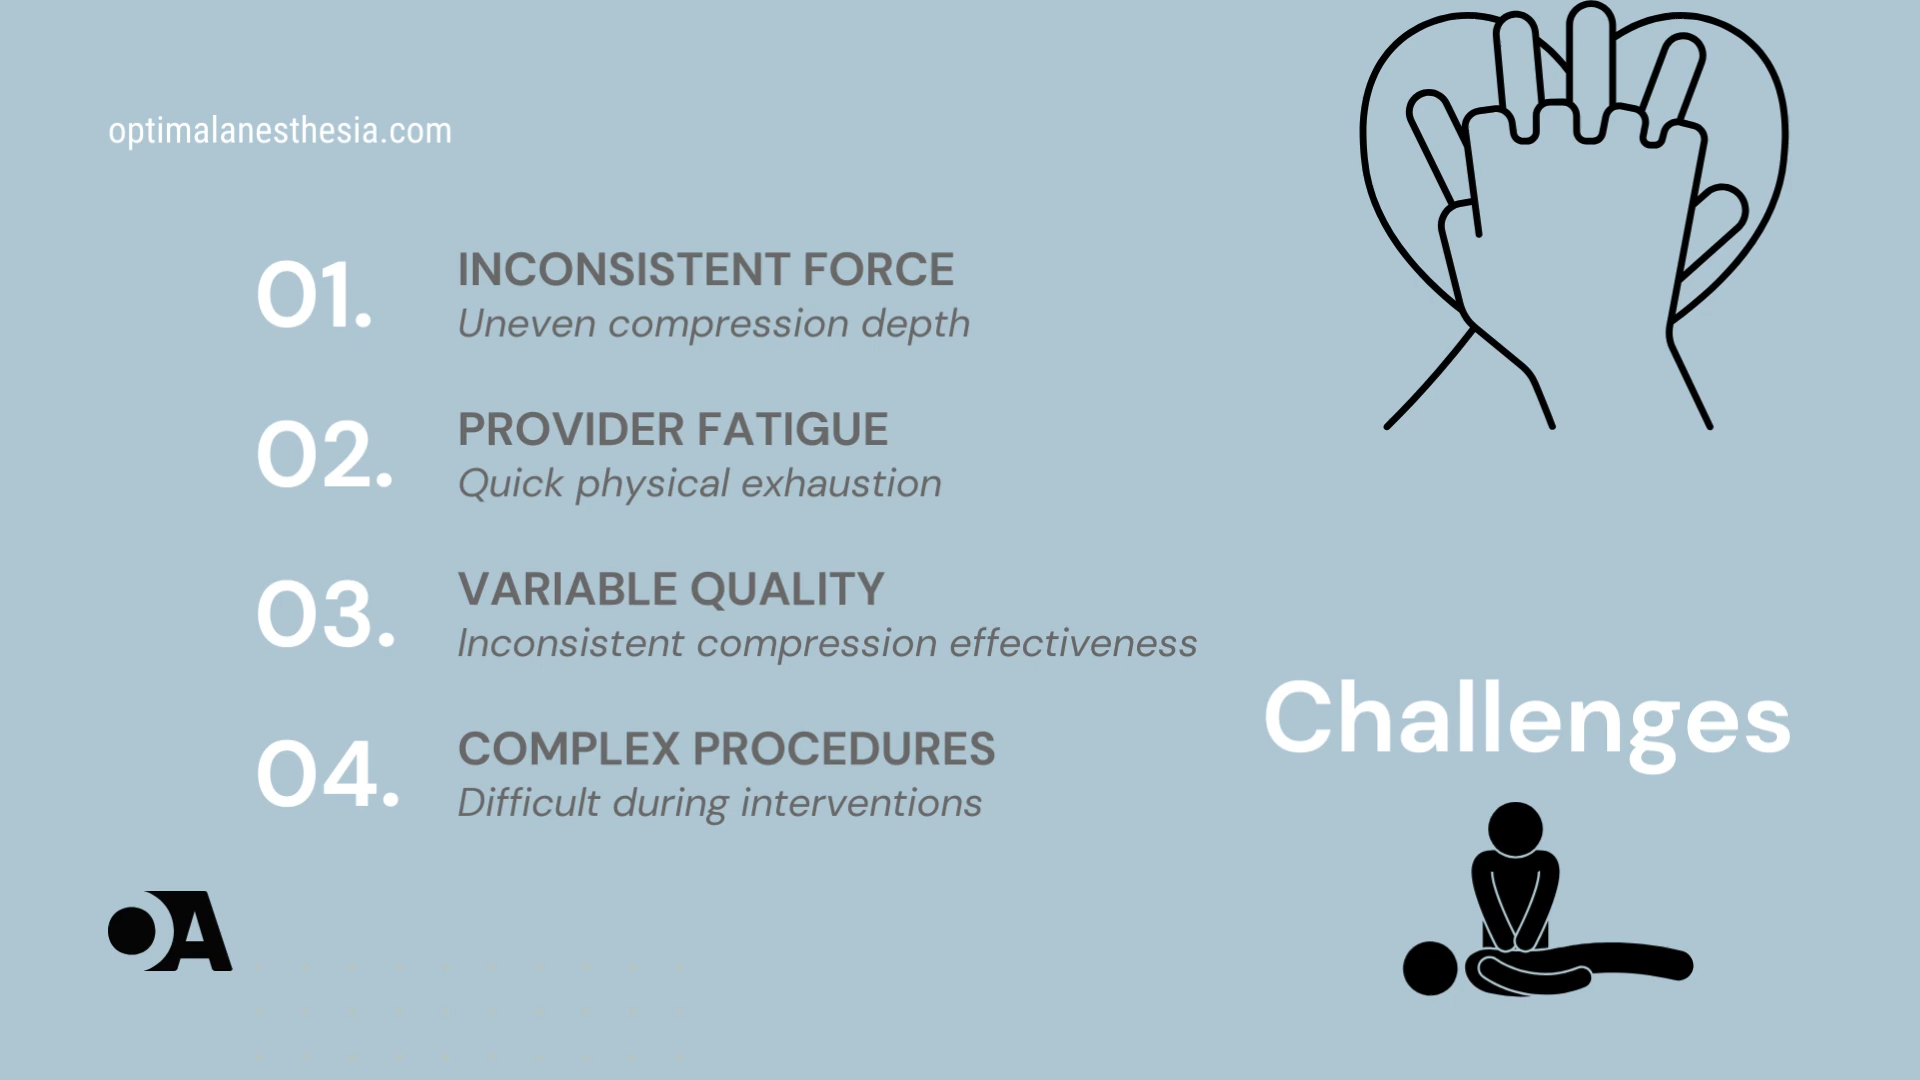 optimalanesthesia.com
01.
INCONSISTENT FORCE
Uneven compression depth
02.
PROVIDER FATIGUE
Quick physical exhaustion
03.
VARIABLE QUALITY
Inconsistent compression effectiveness
04.
COMPLEX PROCEDURES
Difficult during interventions
Challenges
OA